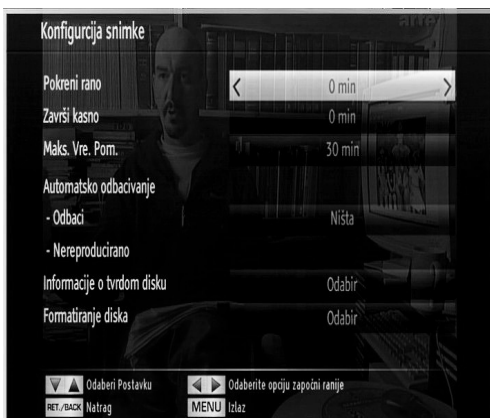 arte
Konfigurcija snimke
Pokreni rano 0 min
Završi kasno 0 min
Maks. Vre. Pom. 30 min
Automatsko odbacivanje
- Odbaci Ništa
- Nereproducirano
Informacije o tvrdom disku Odabir
Formatiranje diska Odabir
Odaberi Postavku Odaberite opciju započni ranije
RET./BACK Natrag MENU Izlaz